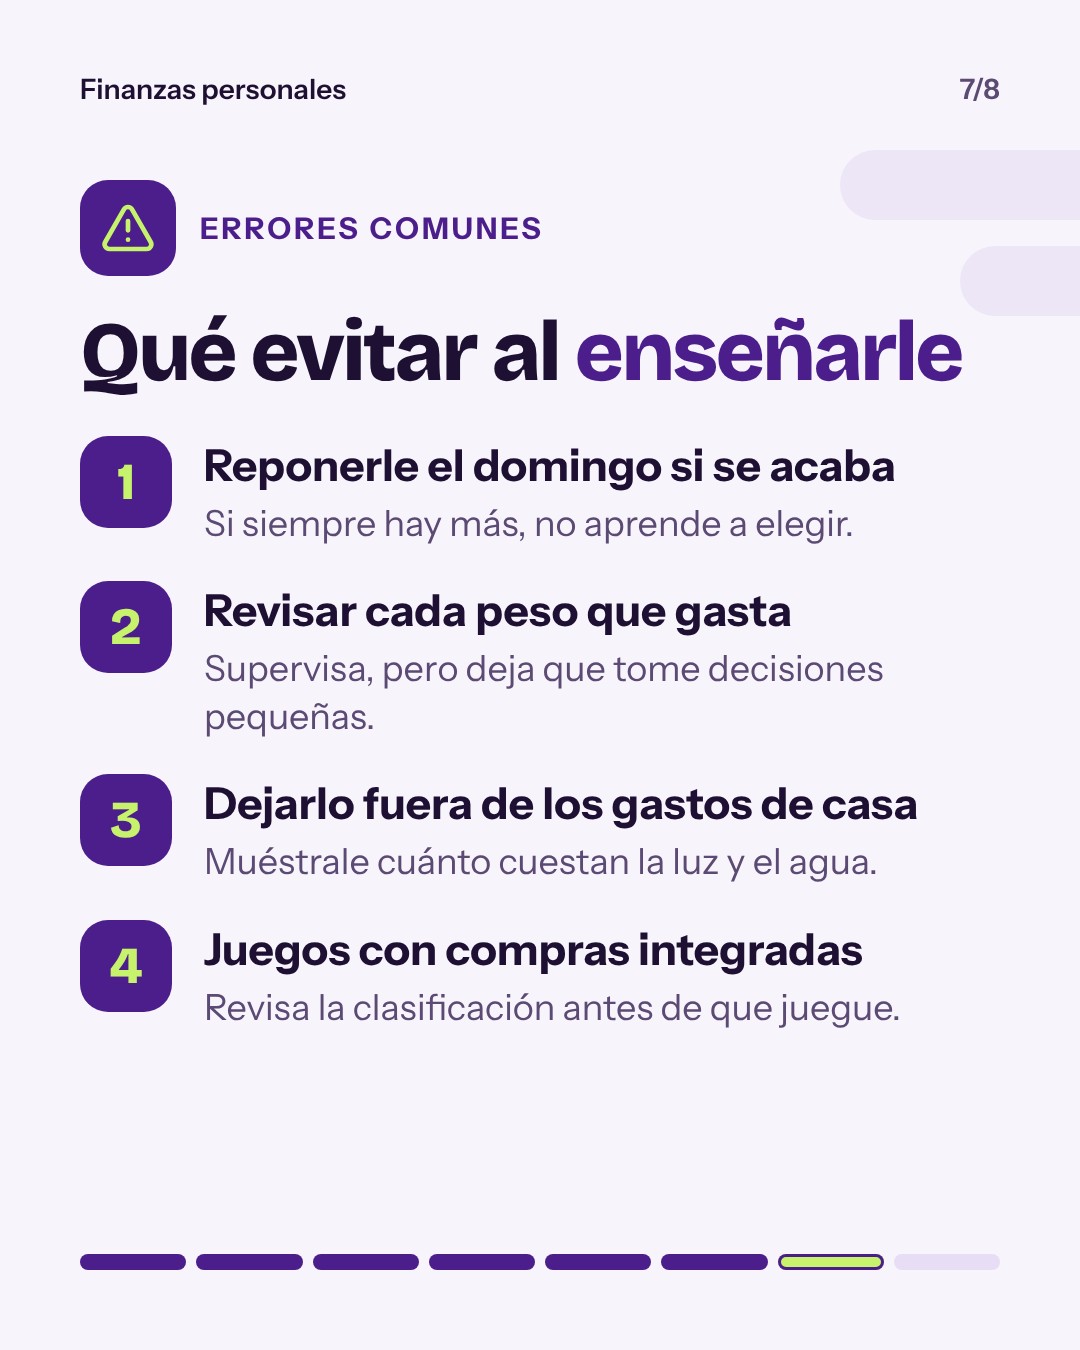 Finanzas personales
7/8
ERRORES COMUNES
Qué evitar al enseñarle
1
Reponerle el domingo si se acaba
Si siempre hay más, no aprende a elegir.
2
Revisar cada peso que gasta
Supervisa, pero deja que tome decisiones
pequeñas.
3
Dejarlo fuera de los gastos de casa
Muéstrale cuánto cuestan la luz y el agua.
4
Juegos con compras integradas
Revisa la clasificación antes de que juegue.